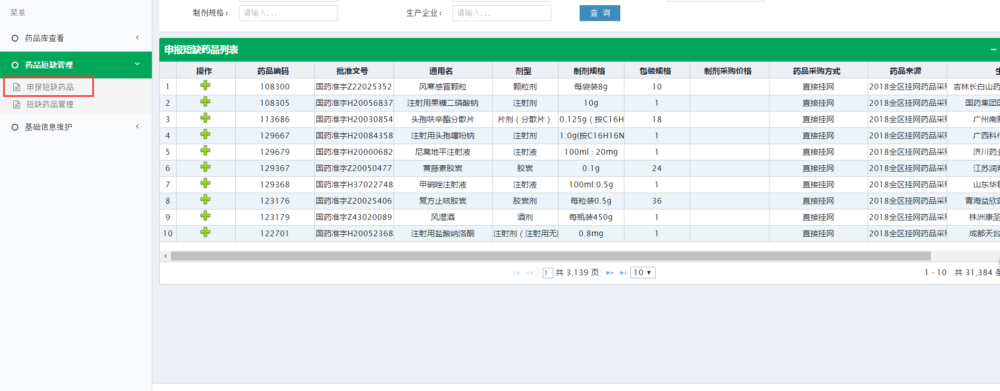 菜单
药品库查看
药品短缺管理
申报短缺药品
短缺药品管理
基础信息维护
制剂规格： 请输入... 生产企业： 请输入... 查 询
申报短缺药品列表
操作 药品编码 批准文号 通用名 剂型 制剂规格 包装规格 制剂采购价格 药品采购方式 药品来源
1 108300 国药准字Z22025352 风寒感冒颗粒 颗粒剂 每袋装8g 10 直接挂网 2018全区挂网药品采购 吉林长白山药
2 108305 国药准字H20056837 注射用果糖二磷酸钠 注射剂 10g 1 直接挂网 2018全区挂网药品采购 国药集团国
3 113686 国药准字H20030854 头孢呋辛酯分散片 片剂（分散片） 0.125g（按C16H 18 直接挂网 2018全区挂网药品采购 广州南新
4 129667 国药准字H20084358 注射用头孢噻吩钠 注射剂 1.0g(按C16H16N 1 直接挂网 2018全区挂网药品采购 广西科伦
5 129679 国药准字H20000682 尼莫地平注射液 注射液 100ml：20mg 1 直接挂网 2018全区挂网药品采购 济川药业
6 129367 国药准字Z20050477 黄藤素胶囊 胶囊 0.1g 24 直接挂网 2018全区挂网药品采购 江苏润邦
7 129368 国药准字H37022748 甲硝唑注射液 注射液 100ml:0.5g 1 直接挂网 2018全区挂网药品采购 山东华鲁
8 123176 国药准字Z20025406 复方止咳胶囊 胶囊剂 每粒装0.5g 36 直接挂网 2018全区挂网药品采购 青海益欣药
9 123179 国药准字Z43020089 风湿酒 酒剂 每瓶装450g 1 直接挂网 2018全区挂网药品采购 株洲康圣
10 122701 国药准字H20052368 注射用盐酸纳洛酮 注射剂（注射用无菌 0.8mg 1 直接挂网 2018全区挂网药品采购 成都天台
1 共 3,139 页 10 1 - 10 共 31,384 条